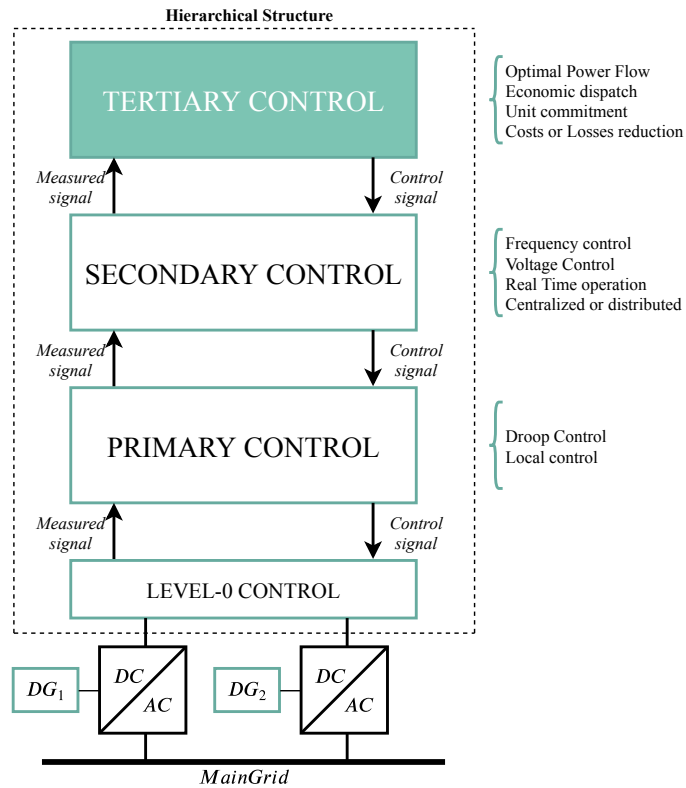 Hierarchical Structure
TERTIARY CONTROL
Optimal Power Flow
Economic dispatch
Unit commitment
Costs or Losses reduction
Measured
signal
Control
signal
SECONDARY CONTROL
Frequency control
Voltage Control
Real Time operation
Centralized or distributed
Measured
signal
Control
signal
PRIMARY CONTROL
Droop Control
Local control
Measured
signal
Control
signal
LEVEL-0 CONTROL
DG1
DC
AC
DG2
DC
AC
MainGrid